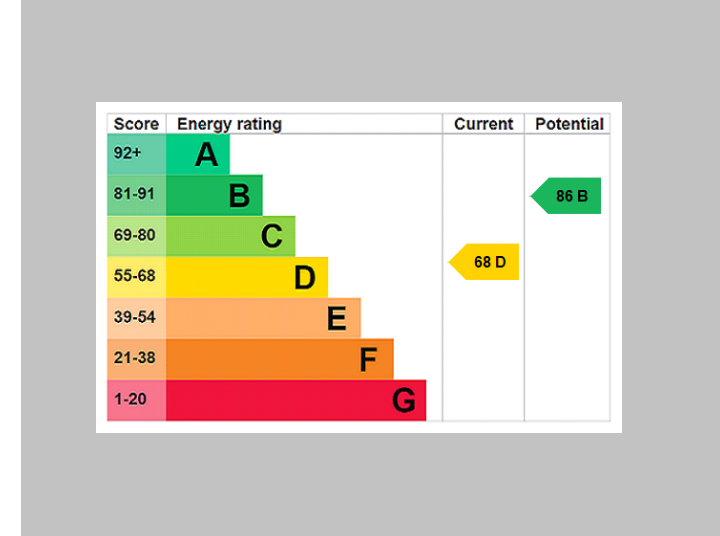 Score Energy rating Current Potential
92+ A
81-91 B 86 B
69-80 C
68 D
55-68 D
39-54 E
21-38 F
1-20 G